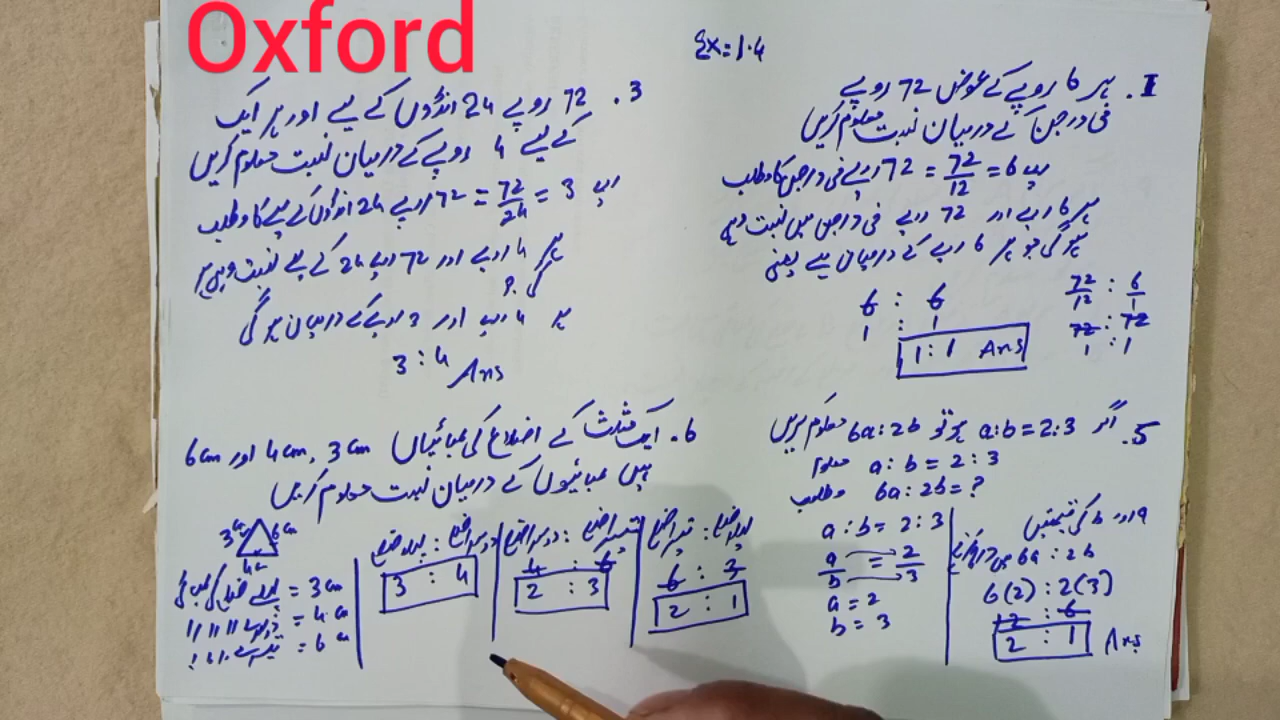 Oxford
Ex = 1.4
1. ہر 6 روپے کے عوض 72 روپے
فی درجن کے درمیان نسبت معلوم کریں
72 روپے فی درجن کا مطلب = 72/12 = 6 روپے
ہر 6 روپے اور 72 روپے فی درجن میں نسبت وہی
ہو گی جو ہر 6 روپے کے درمیان ہے یعنی
6 : 6
1 : 1
1 : 1 Ans
72/12 : 6/1
72 : 72
1 : 1
3. 72 روپے 24 انڈوں کے لیے اور ہر ایک
کے لیے 4 روپے کے درمیان نسبت معلوم کریں
72 روپے 24 انڈوں کے لیے کا مطلب = 72/24 = 3 روپے
ہر 4 روپے اور 72 روپے 24 کے لیے نسبت وہی ہو
گی
ہر 4 روپے اور 3 روپے کے درمیان ہو گی
3 : 4 Ans
5. اگر a:b = 2:3 ہو تو 6a:2b معلوم کریں
معلوم a : b = 2 : 3
مطلوب 6a : 2b = ?
a : b = 2 : 3
a/b = 2/3
a = 2
b = 3
a اور b کی قیمتیں
6a : 2b میں درج کرنے
6(2) : 2(3)
12 : 6
2 : 1 Ans
6. ایک مثلث کے اضلاع کی لمبائیاں 3cm , 4cm اور 6cm
ہیں لمبائیوں کے درمیان نسبت معلوم کریں
3cm 6cm
4cm
پہلے ضلع کی لمبائی = 3cm
دوسرے // // // = 4cm
تیسرے // // = 6cm
پہلا ضلع : دوسرا ضلع
3 : 4
دوسرا ضلع : تیسرا ضلع
4 : 6
2 : 3
تیسرا ضلع : پہلا ضلع
6 : 3
2 : 1